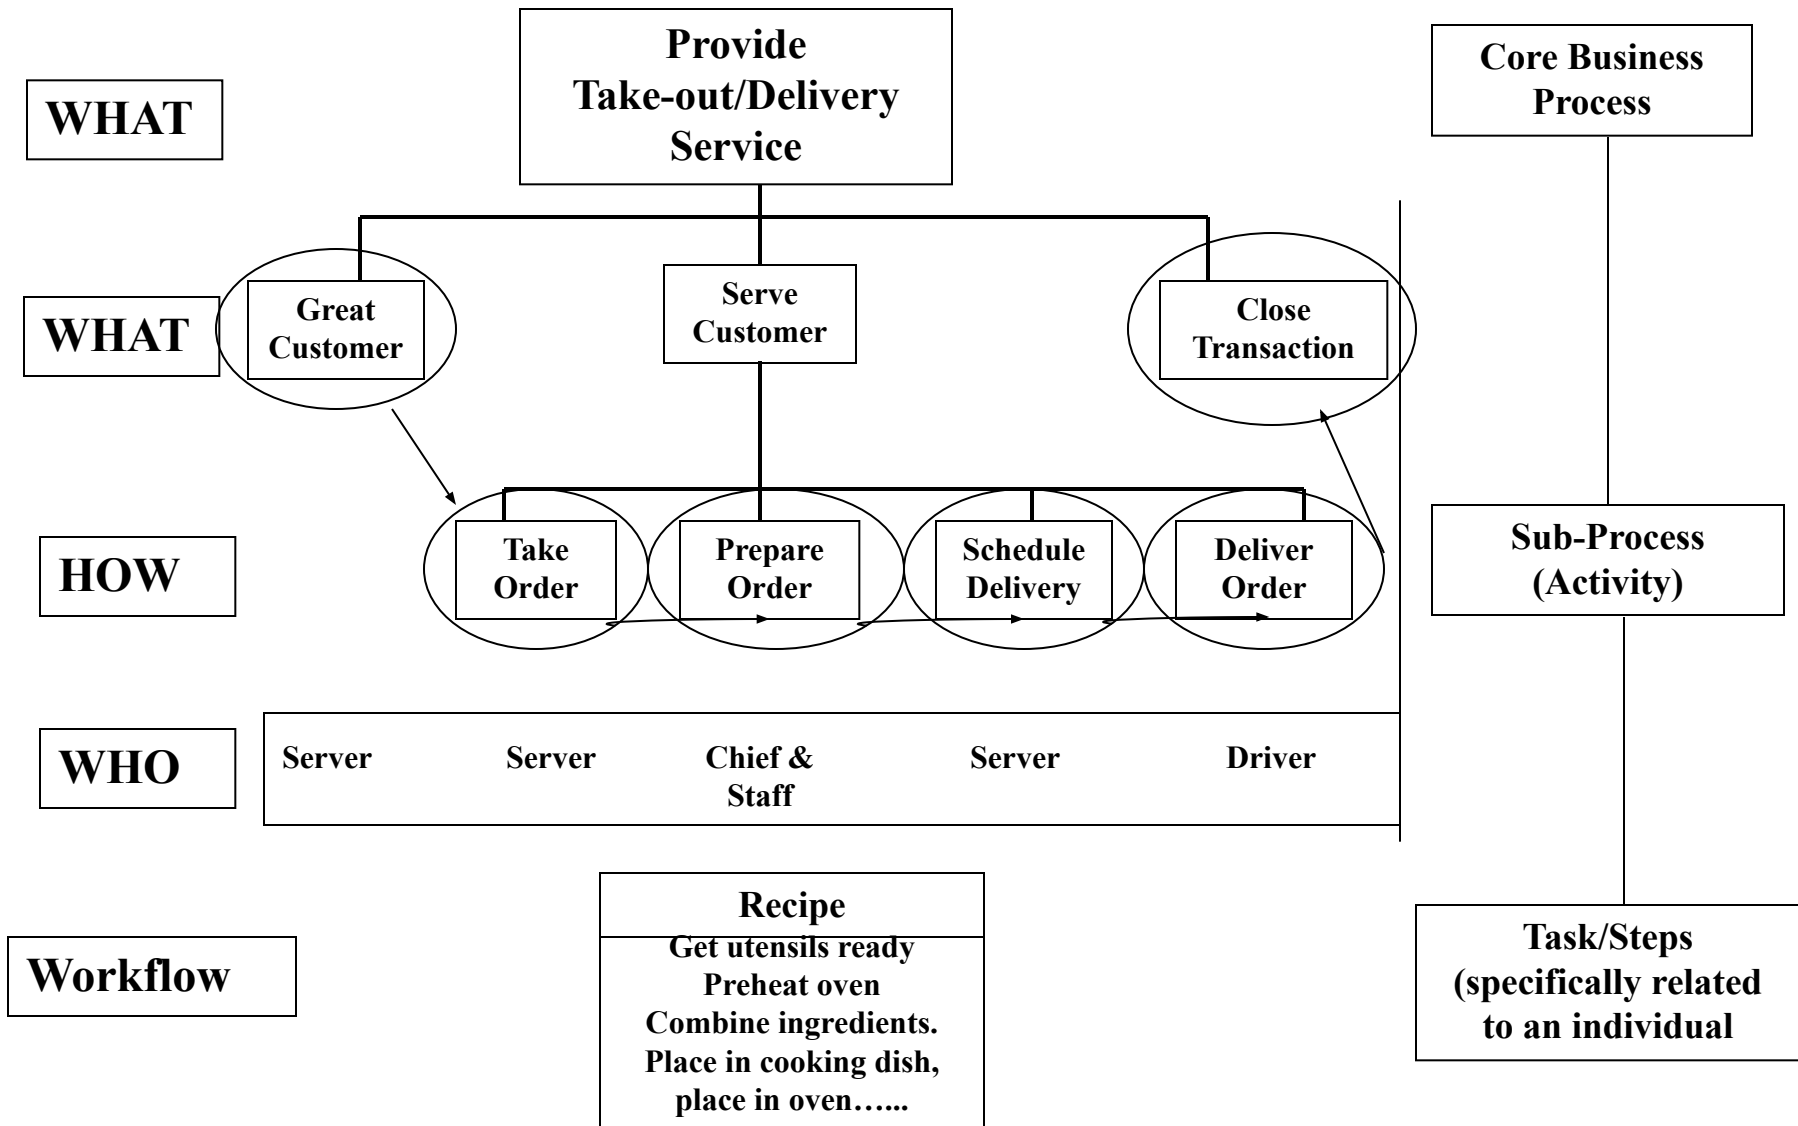 Provide
Take-out/Delivery
Service
Core Business
Process
WHAT
WHAT
Great
Customer
Serve
Customer
Close
Transaction
HOW
Take
Order
Prepare
Order
Schedule
Delivery
Deliver
Order
Sub-Process
(Activity)
WHO
Server
Server
Chief &
Staff
Server
Driver
Workflow
Recipe
Get utensils ready
Preheat oven
Combine ingredients.
Place in cooking dish,
place in oven…...
Task/Steps
(specifically related
to an individual